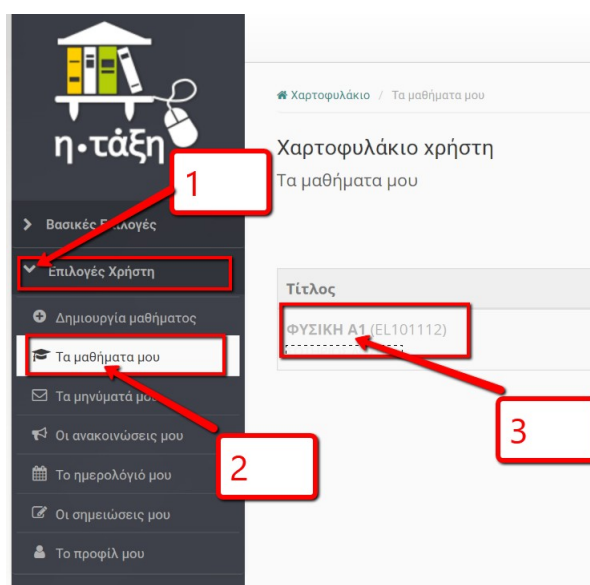 η·τάξη
Χαρτοφυλάκιο / Τα μαθήματα μου
Χαρτοφυλάκιο χρήστη
Τα μαθήματα μου
1
Βασικές Επιλογές
Επιλογές Χρήστη
Τίτλος
Δημιουργία μαθήματος
ΦΥΣΙΚΗ Α1 (EL101112)
Τα μαθήματα μου
Τα μηνύματά μου
3
Οι ανακοινώσεις μου
2
Το ημερολόγιό μου
Οι σημειώσεις μου
Το προφίλ μου